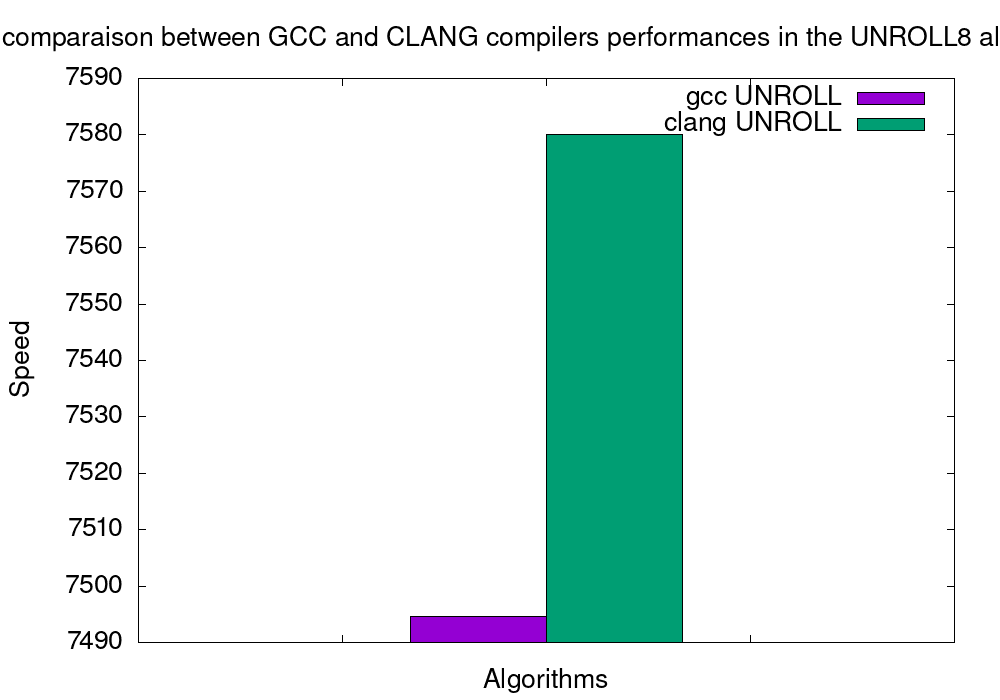 comparaison between GCC and CLANG compilers performances in the UNROLL8 al
7590
gcc UNROLL
clang UNROLL
7580
7570
7560
7550
7540
7530
7520
7510
7500
7490
Speed
Algorithms